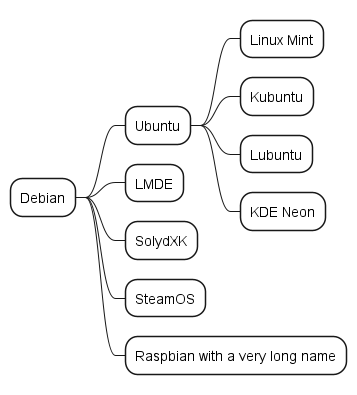 Debian
Ubuntu
Linux Mint
Kubuntu
Lubuntu
KDE Neon
LMDE
SolydXK
SteamOS
Raspbian with a very long name